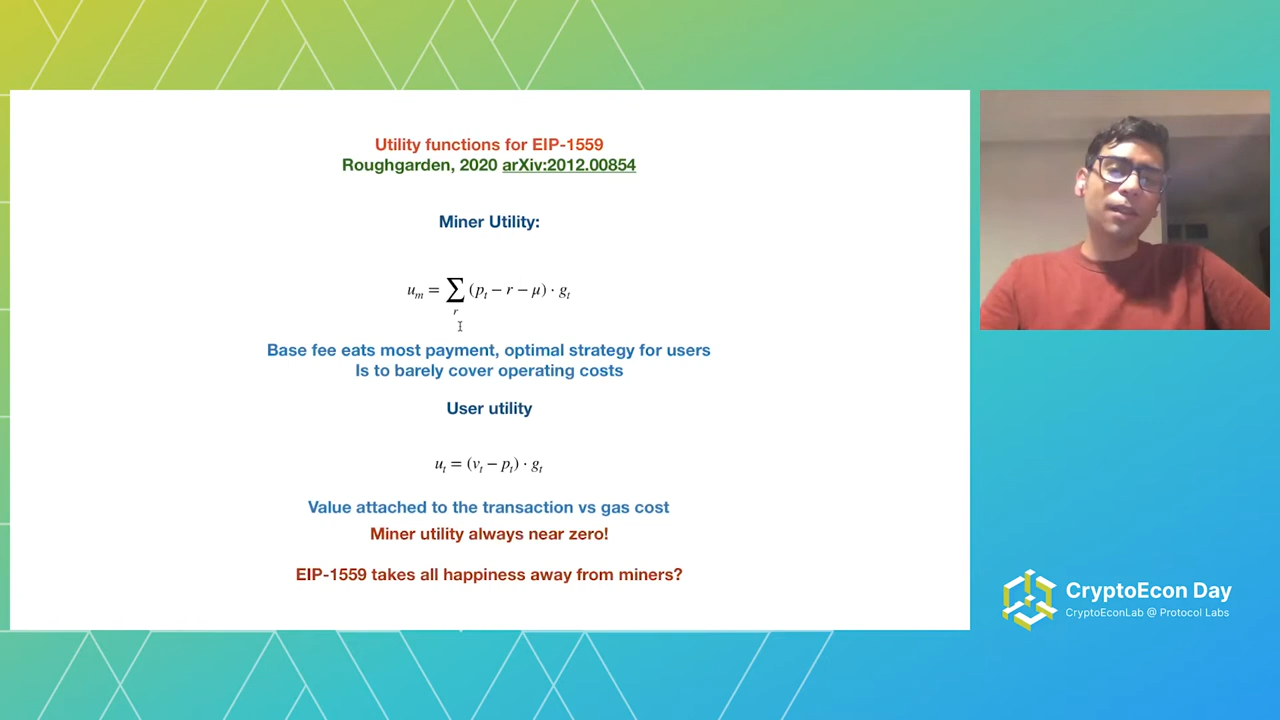 Utility functions for EIP-1559
Roughgarden, 2020 arXiv:2012.00854
Miner Utility:
u_m = ∑_r (p_t − r − μ) · g_t
Base fee eats most payment, optimal strategy for users
Is to barely cover operating costs
User utility
u_t = (v_t − p_t) · g_t
Value attached to the transaction vs gas cost
Miner utility always near zero!
EIP-1559 takes all happiness away from miners?
CryptoEcon Day
CryptoEconLab @ Protocol Labs